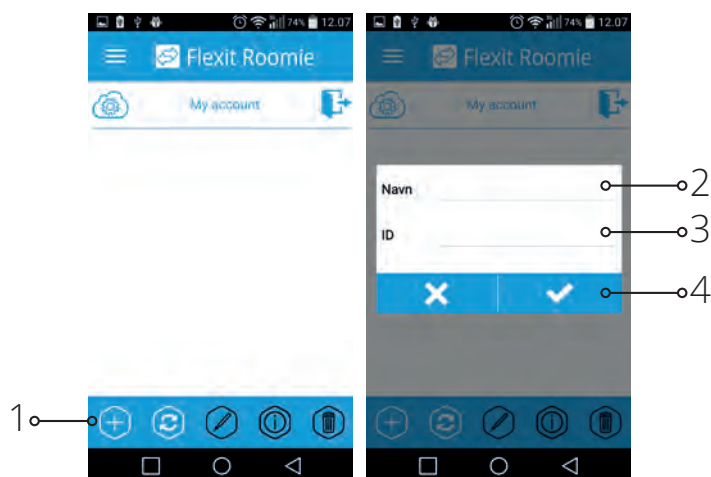 74% 12.07
Flexit Roomie
My account
1
74% 12.07
Flexit Roomie
My account
Navn
2
ID
3
4